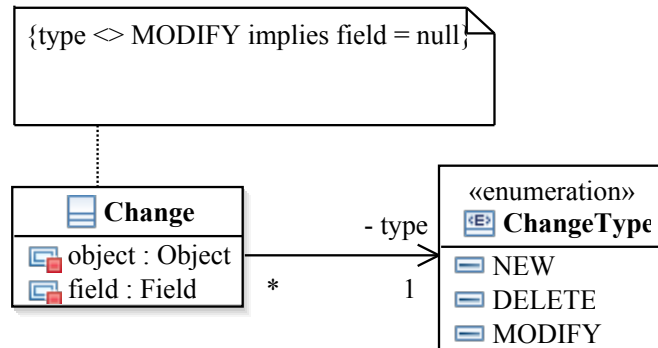 {type <> MODIFY implies field = null}
Change
object : Object
field : Field
- type
*
1
«enumeration»
<E> ChangeType
NEW
DELETE
MODIFY